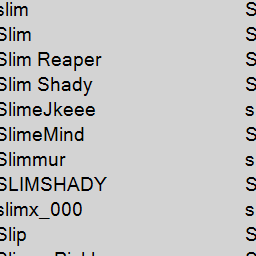 slim S
Slim S
Slim Reaper S
Slim Shady S
SlimeJkeee s
SlimeMind S
Slimmur s
SLIMSHADY S
slimx_000 s
Slip S